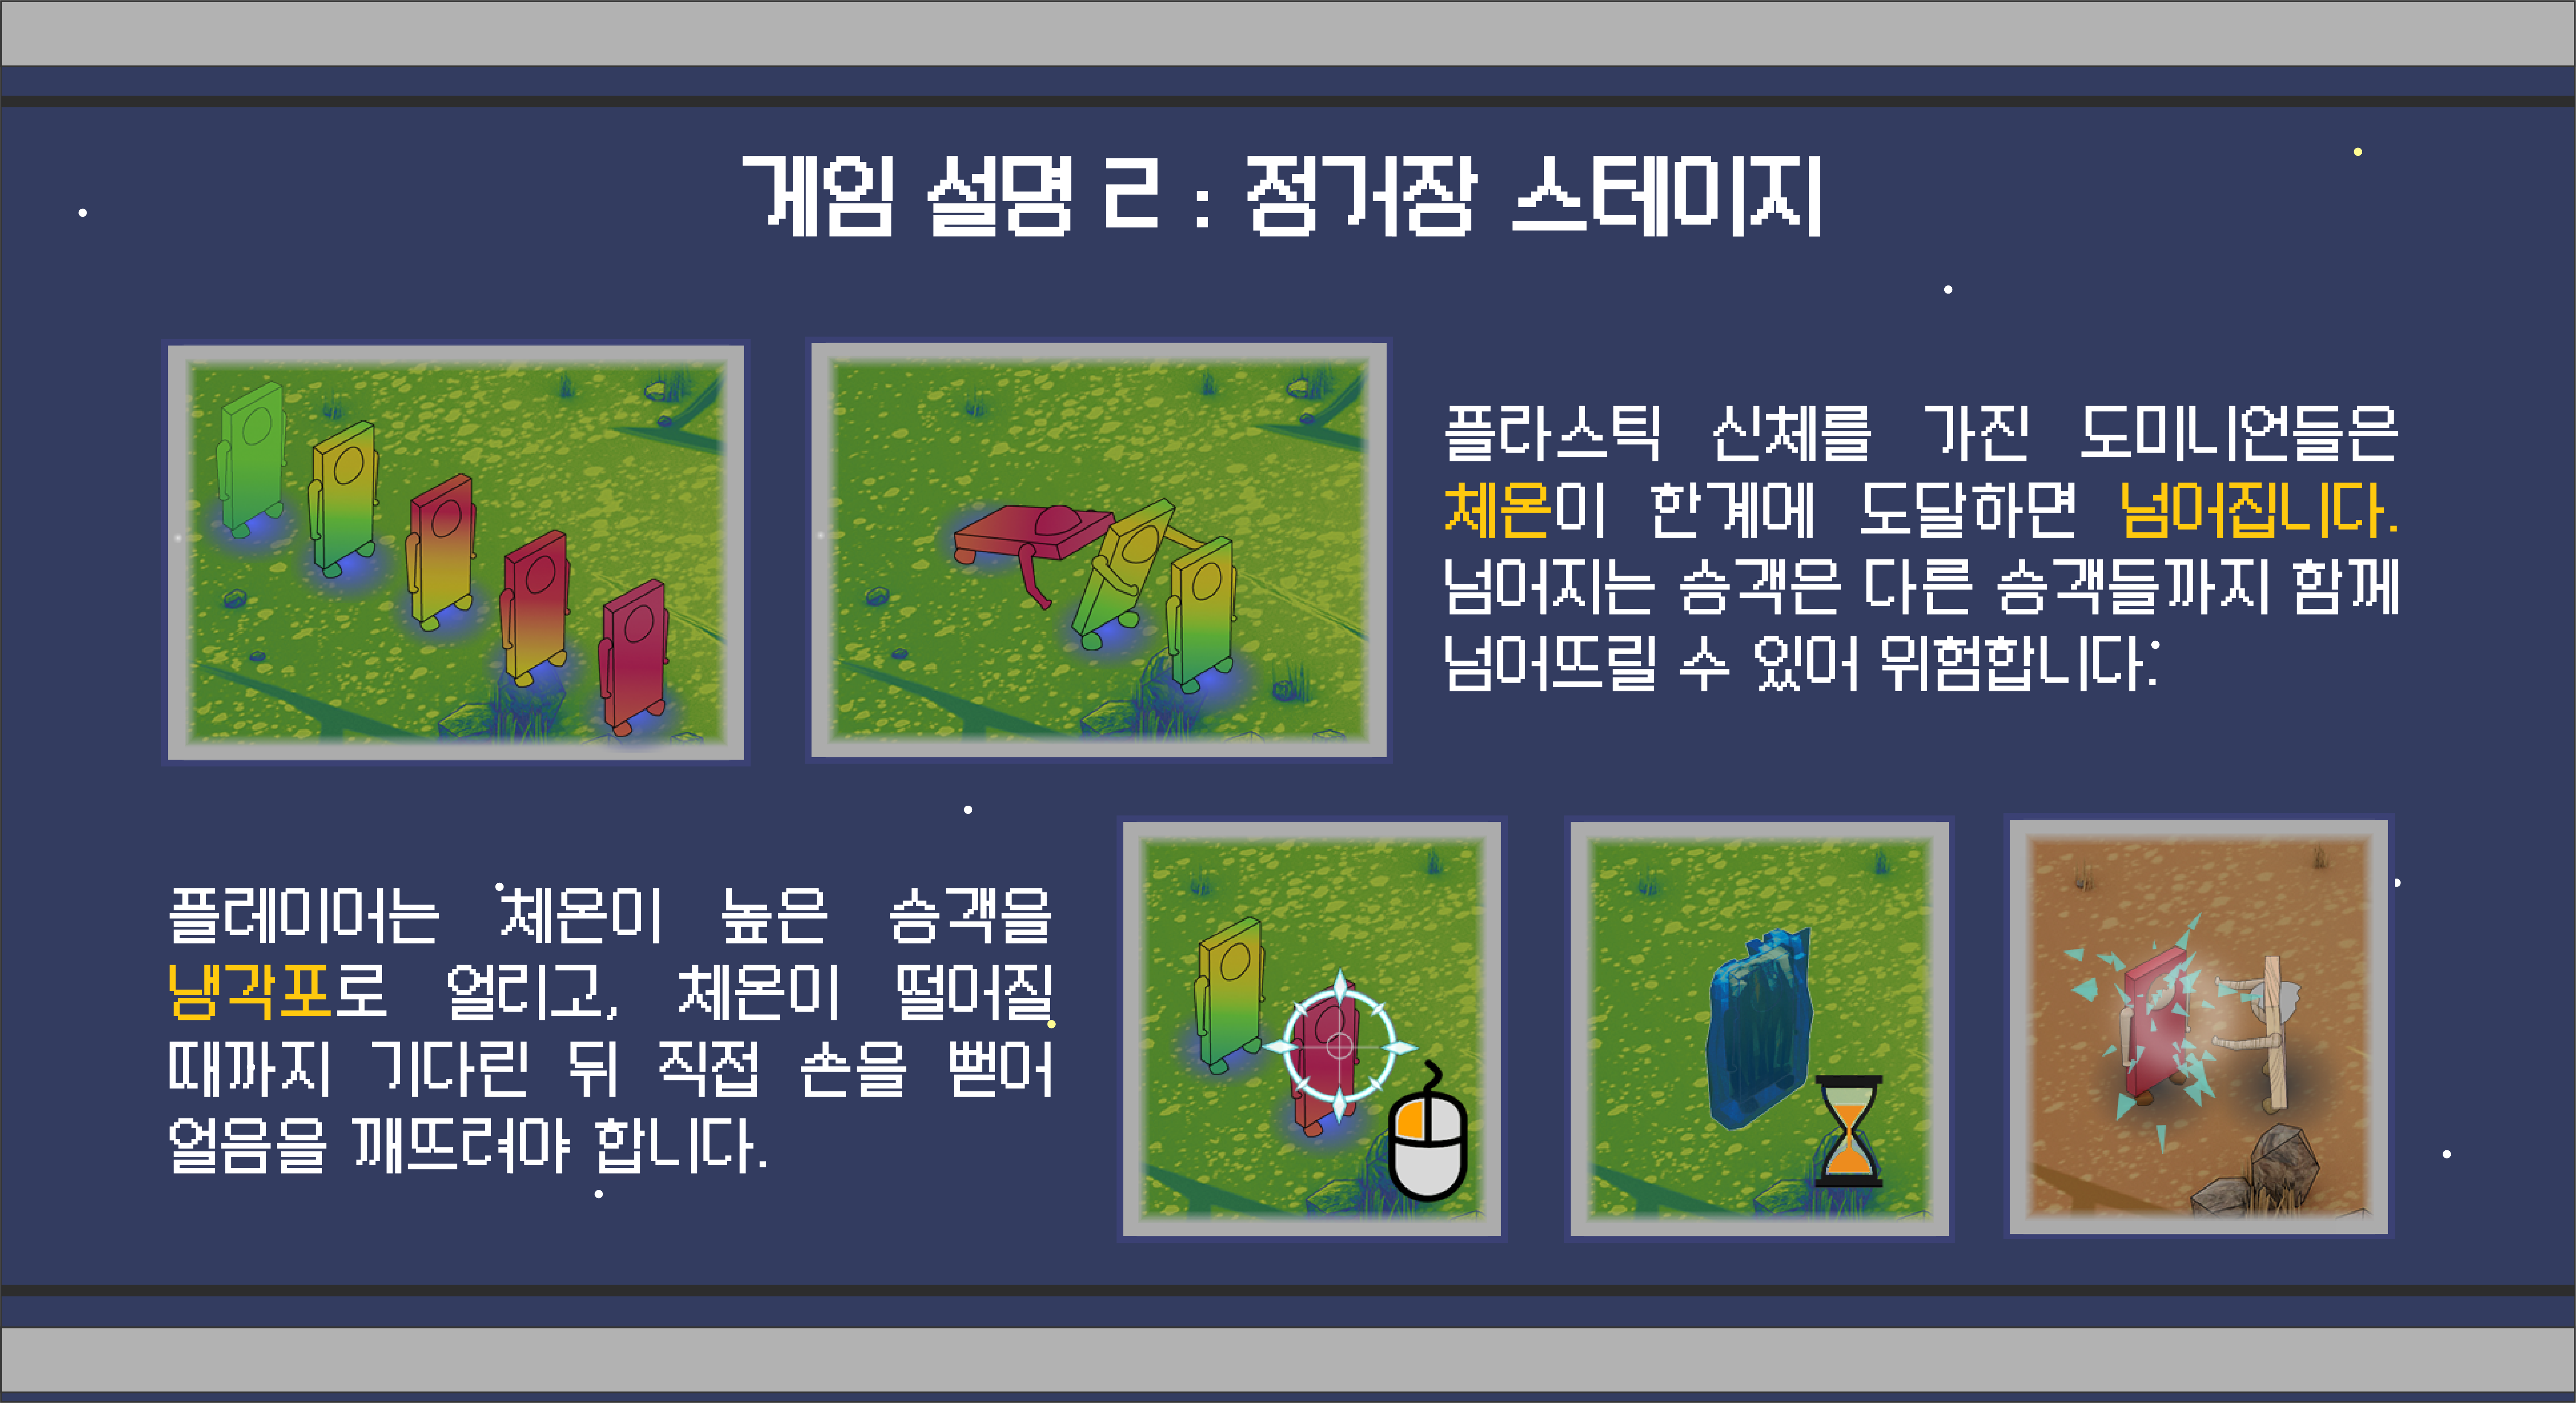 게임 설명 2 : 정거장 스테이지
플라스틱 신체를 가진 도미니언들은
체온이 한계에 도달하면 넘어집니다.
넘어지는 승객은 다른 승객들까지 함께
넘어뜨릴 수 있어 위험합니다.
플레이어는 체온이 높은 승객을
냉각포로 얼리고, 체온이 떨어질
때까지 기다린 뒤 직접 손을 뻗어
얼음을 깨뜨려야 합니다.